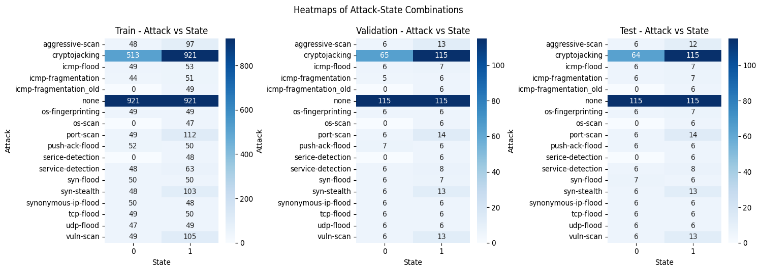 Heatmaps of Attack-State Combinations
Train - Attack vs State
Attack
aggressive-scan 48 97
cryptojacking 513 921
icmp-flood 49 53
icmp-fragmentation 44 51
icmp-fragmentation_old 0 49
none 921 921
os-fingerprinting 49 49
os-scan 0 47
port-scan 49 112
push-ack-flood 52 50
serice-detection 0 48
service-detection 48 63
syn-flood 50 50
syn-stealth 48 103
synonymous-ip-flood 50 48
tcp-flood 49 50
udp-flood 47 49
vuln-scan 49 105
0 1
State
800
600
400
200
0
Validation - Attack vs State
Attack
aggressive-scan 6 13
cryptojacking 65 115
icmp-flood 6 7
icmp-fragmentation 5 6
icmp-fragmentation_old 0 6
none 115 115
os-fingerprinting 6 6
os-scan 0 6
port-scan 6 14
push-ack-flood 7 6
serice-detection 0 6
service-detection 6 8
syn-flood 6 7
syn-stealth 6 13
synonymous-ip-flood 6 6
tcp-flood 6 6
udp-flood 6 6
vuln-scan 6 13
0 1
State
100
80
60
40
20
0
Test - Attack vs State
Attack
aggressive-scan 6 12
cryptojacking 64 115
icmp-flood 6 7
icmp-fragmentation 6 6
icmp-fragmentation_old 0 6
none 115 115
os-fingerprinting 6 7
os-scan 0 6
port-scan 6 14
push-ack-flood 6 6
serice-detection 0 6
service-detection 6 8
syn-flood 7 6
syn-stealth 6 13
synonymous-ip-flood 6 6
tcp-flood 6 6
udp-flood 6 6
vuln-scan 6 13
0 1
State
100
80
60
40
20
0